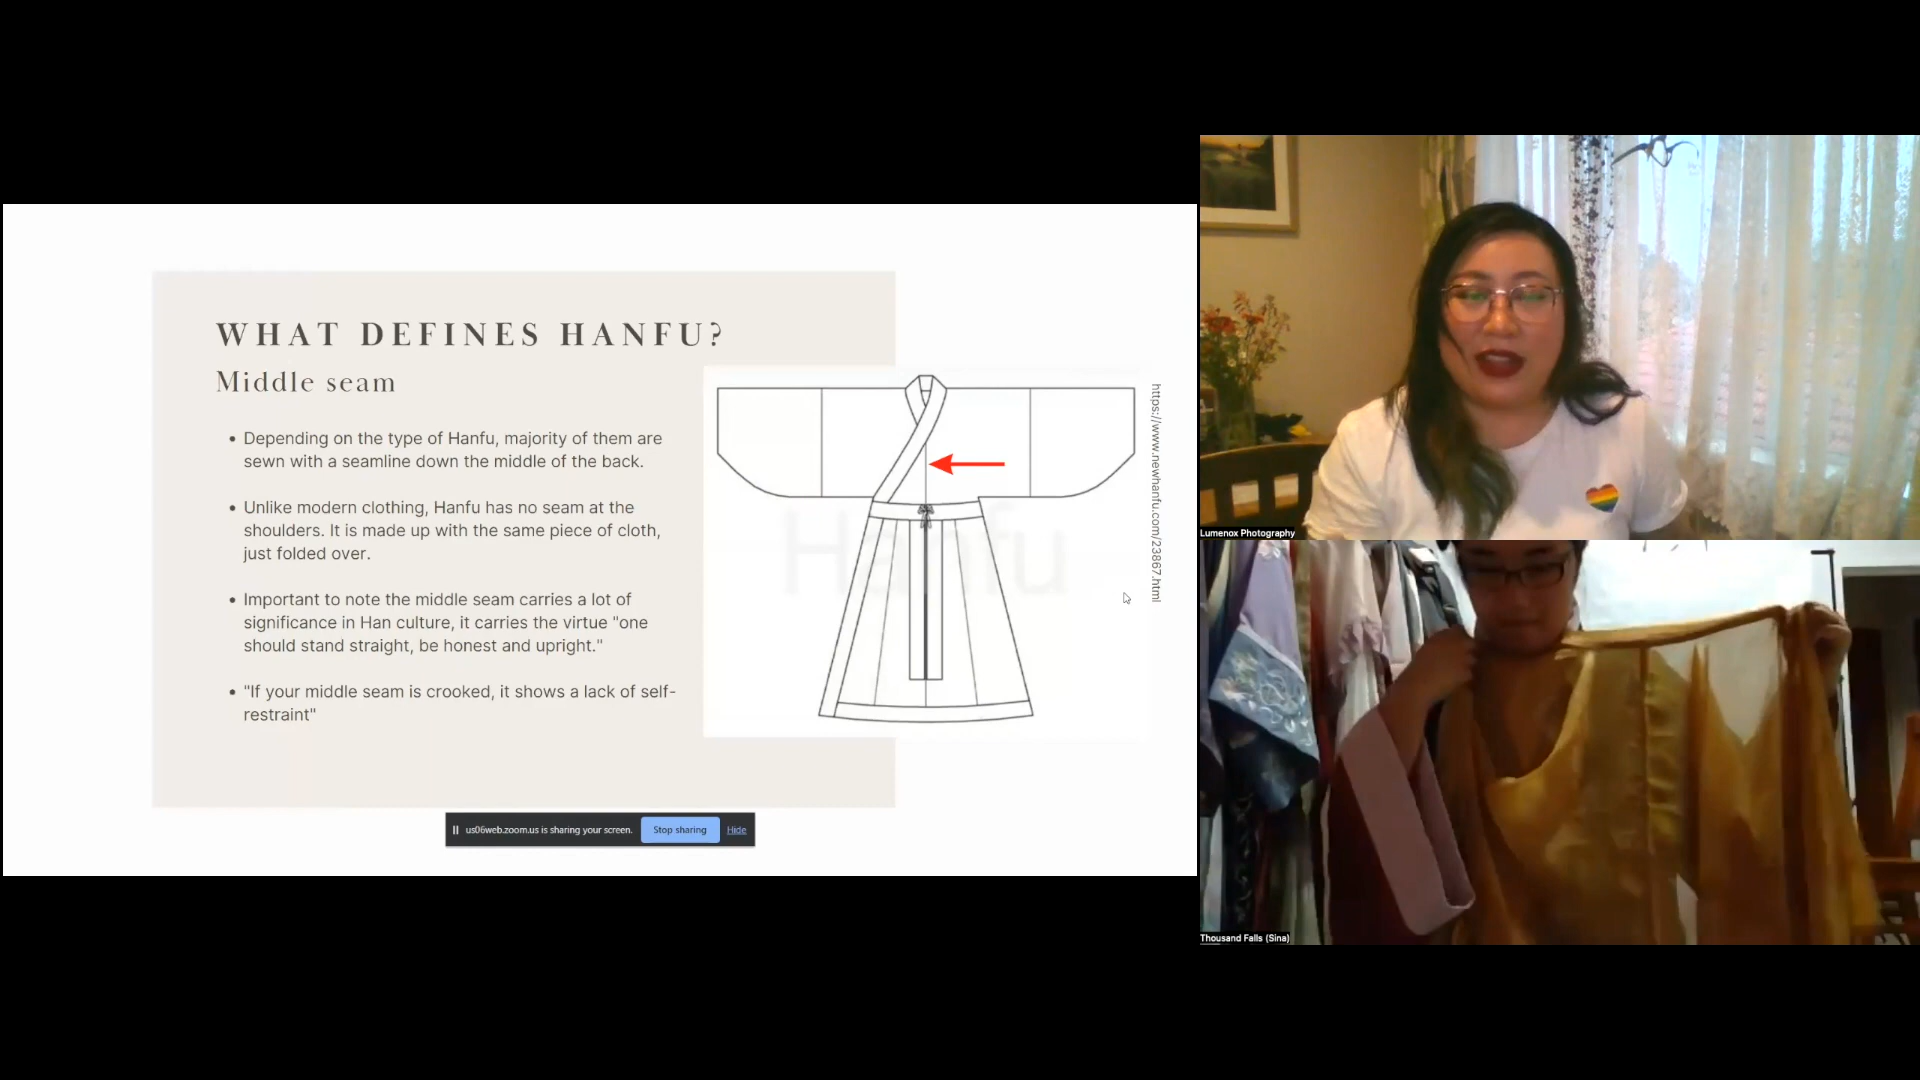 WHAT DEFINES HANFU?
Middle seam
• Depending on the type of Hanfu, majority of them are
sewn with a seamline down the middle of the back.
• Unlike modern clothing, Hanfu has no seam at the
shoulders. It is made up with the same piece of cloth,
just folded over.
• Important to note the middle seam carries a lot of
significance in Han culture, it carries the virtue "one
should stand straight, be honest and upright."
• "If your middle seam is crooked, it shows a lack of self-
restraint"
Hanfu
https://www.newhanfu.com/23867.html
us06web.zoom.us is sharing your screen.
Stop sharing
Hide
Lumenox Photography
Thousand Falls (Sina)